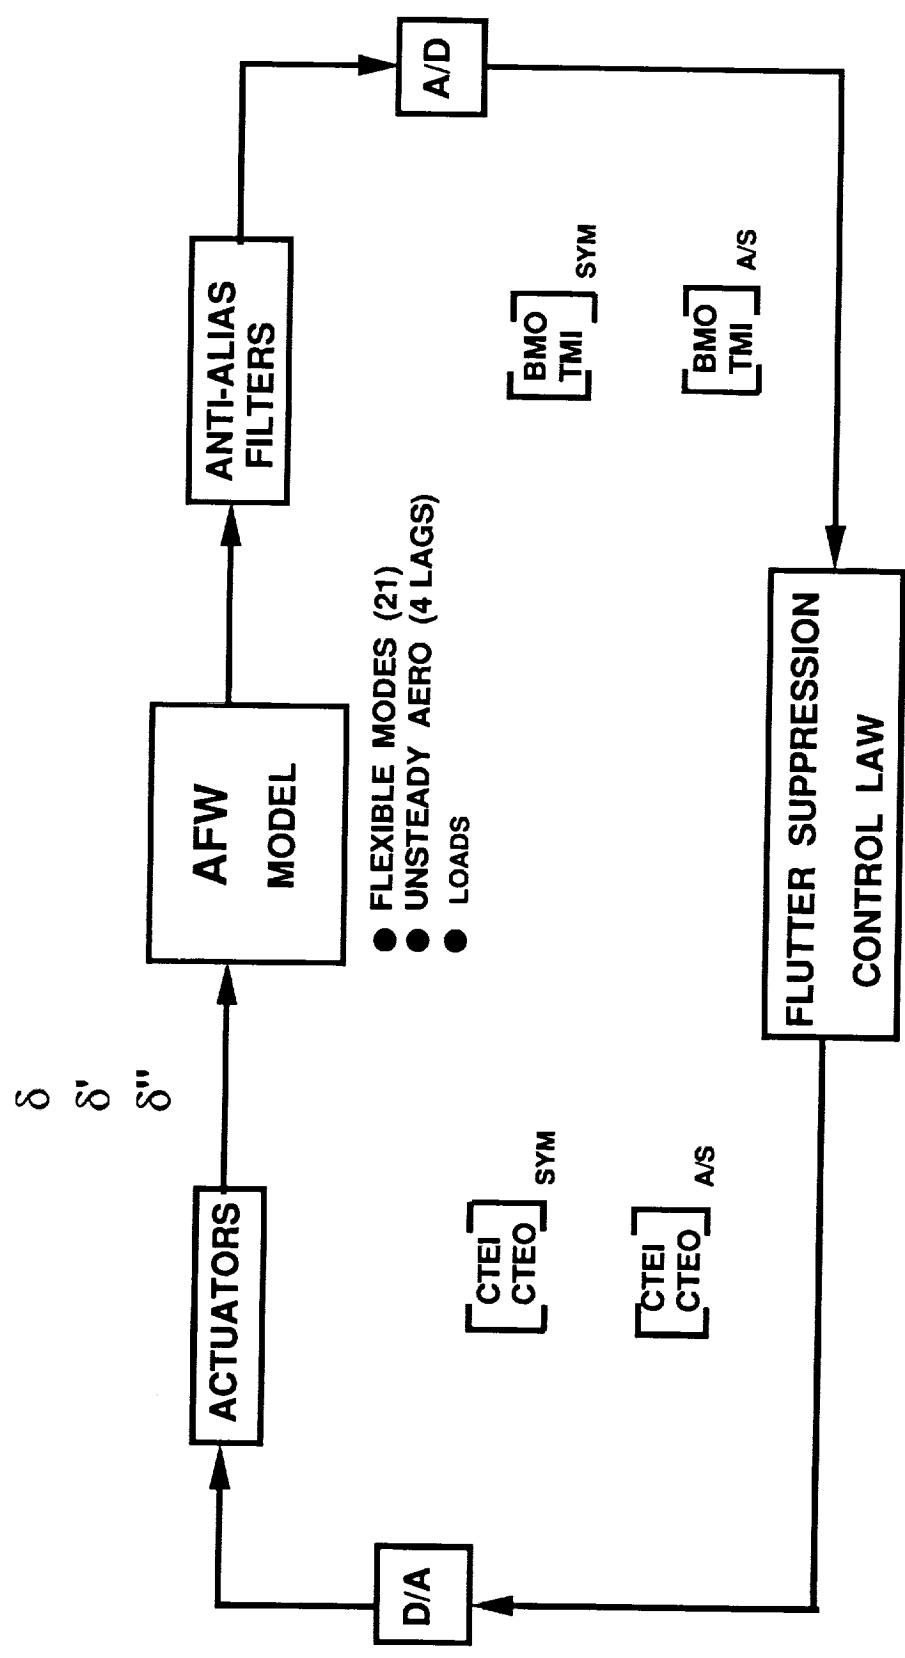 δ
δ'
δ''
D/A
ACTUATORS
AFW
MODEL
ANTI-ALIAS
FILTERS
A/D
● FLEXIBLE MODES (21)
● UNSTEADY AERO (4 LAGS)
● LOADS
CTEI
CTEO
SYM
CTEI
CTEO
A/S
BMO
TMI
SYM
BMO
TMI
A/S
FLUTTER SUPPRESSION
CONTROL LAW